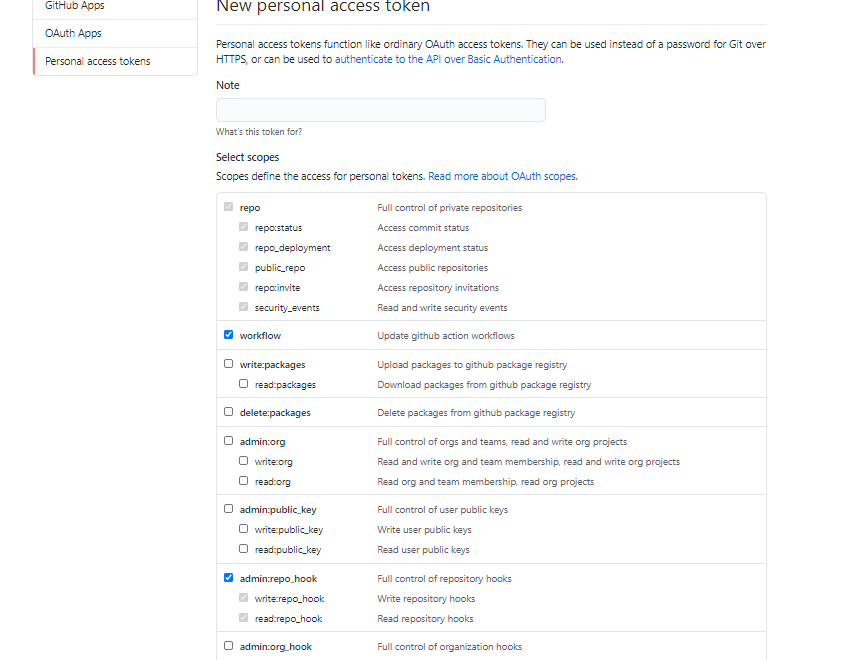 GitHub Apps
OAuth Apps
Personal access tokens
New personal access token
Personal access tokens function like ordinary OAuth access tokens. They can be used instead of a password for Git over
HTTPS, or can be used to authenticate to the API over Basic Authentication.
Note
What's this token for?
Select scopes
Scopes define the access for personal tokens. Read more about OAuth scopes.
repo Full control of private repositories
repo:status Access commit status
repo_deployment Access deployment status
public_repo Access public repositories
repo:invite Access repository invitations
security_events Read and write security events
workflow Update github action workflows
write:packages Upload packages to github package registry
read:packages Download packages from github package registry
delete:packages Delete packages from github package registry
admin:org Full control of orgs and teams, read and write org projects
write:org Read and write org and team membership, read and write org projects
read:org Read org and team membership, read org projects
admin:public_key Full control of user public keys
write:public_key Write user public keys
read:public_key Read user public keys
admin:repo_hook Full control of repository hooks
write:repo_hook Write repository hooks
read:repo_hook Read repository hooks
admin:org_hook Full control of organization hooks